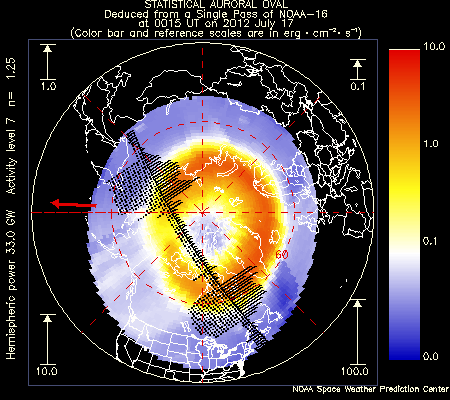 STATISTICAL AURORAL OVAL
Deduced from a Single Pass of NOAA-16
at 0015 UT on 2012 July 17
(Color bar and reference scales are in erg · cm⁻² · s⁻¹)
Hemispheric power 33.0 GW Activity level 7 n= 1.25
1.0
0.1
10.0
100.0
60
10.0
1.0
0.1
0.0
NOAA Space Weather Prediction Center